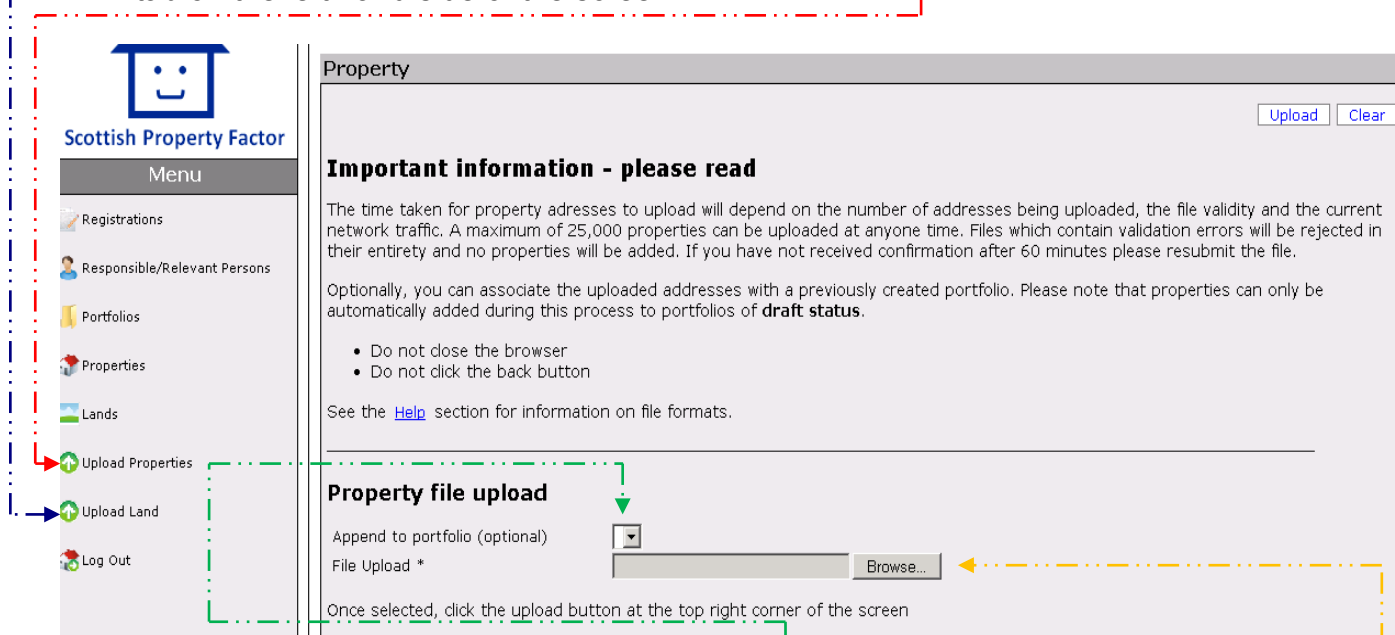 Property
Upload Clear
Scottish Property Factor
Menu
Registrations
Responsible/Relevant Persons
Portfolios
Properties
Lands
Upload Properties
Upload Land
Log Out
Important information - please read
The time taken for property adresses to upload will depend on the number of addresses being uploaded, the file validity and the current
network traffic. A maximum of 25,000 properties can be uploaded at anyone time. Files which contain validation errors will be rejected in
their entirety and no properties will be added. If you have not received confirmation after 60 minutes please resubmit the file.
Optionally, you can associate the uploaded addresses with a previously created portfolio. Please note that properties can only be
automatically added during this process to portfolios of draft status.
• Do not close the browser
• Do not click the back button
See the Help section for information on file formats.
Property file upload
Append to portfolio (optional)
File Upload *
Browse...
Once selected, click the upload button at the top right corner of the screen